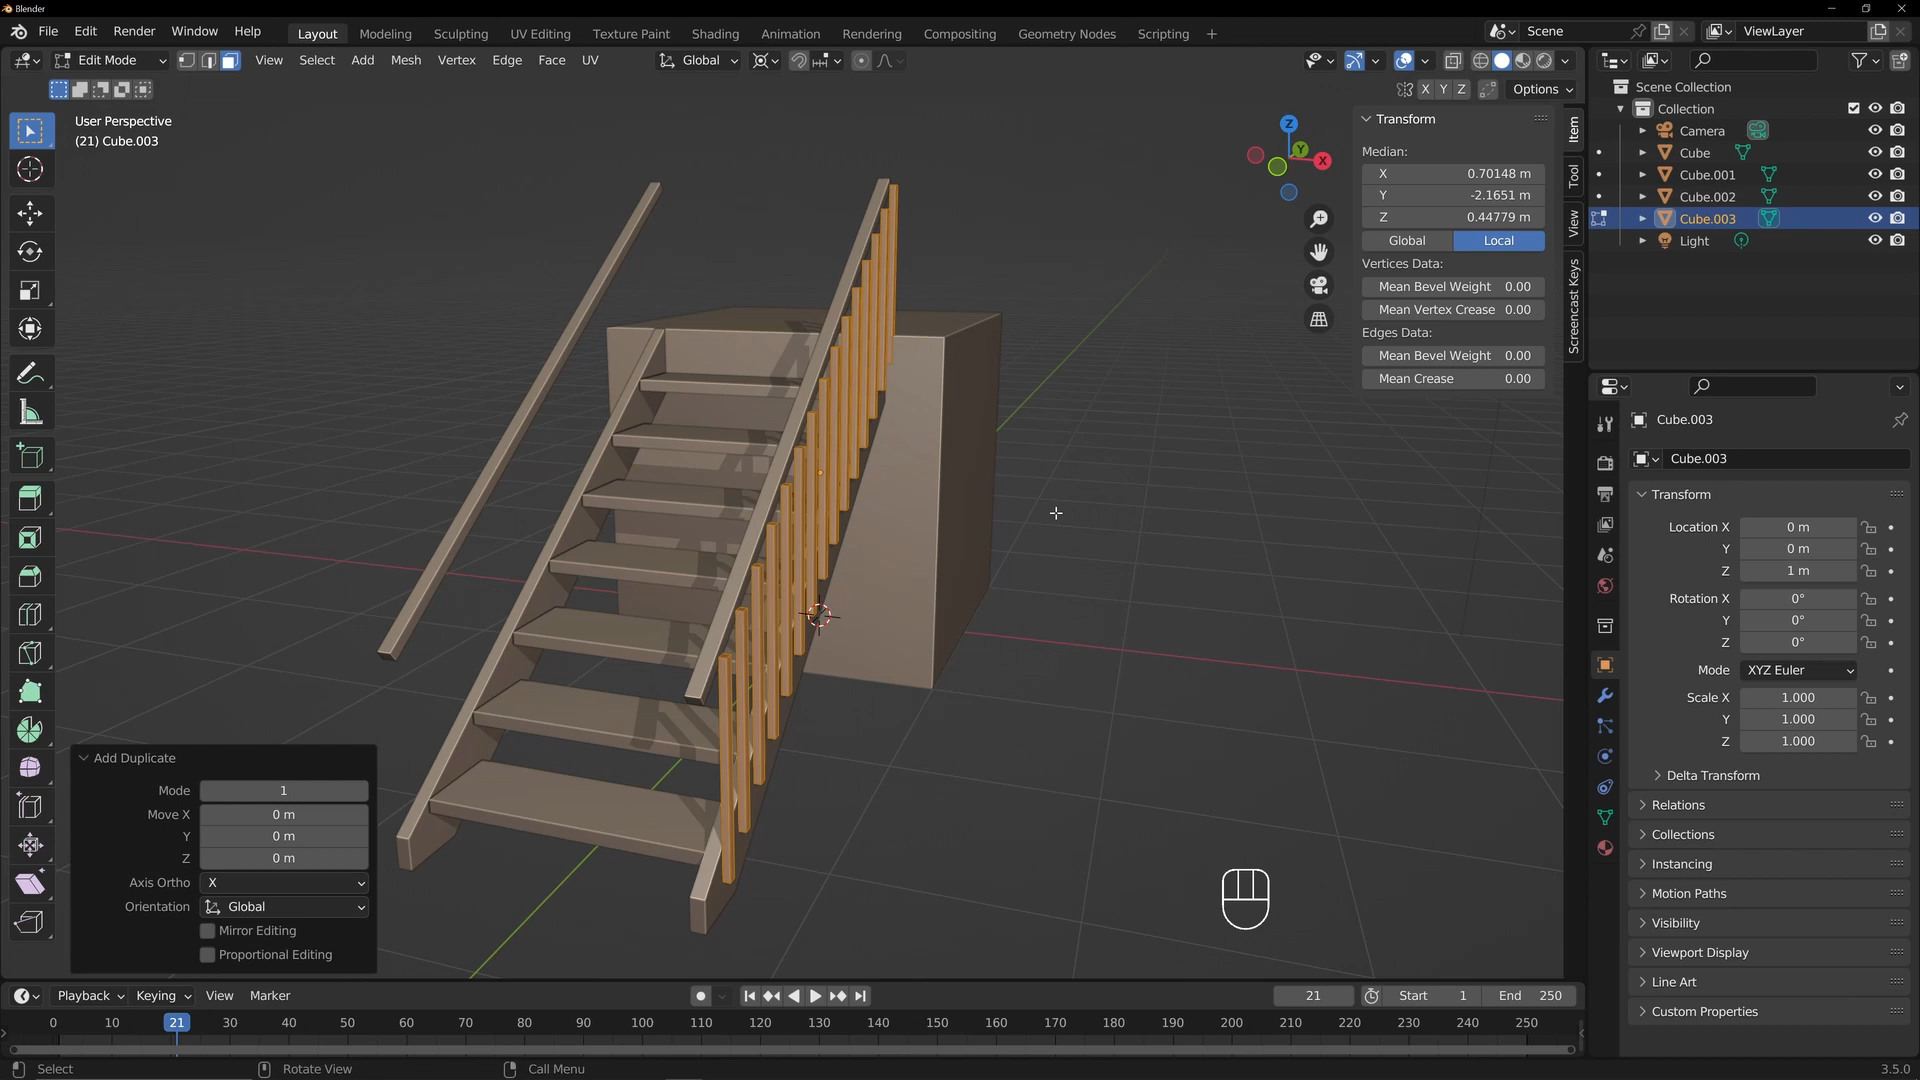 Blender
File Edit Render Window Help
Layout Modeling Sculpting UV Editing Texture Paint Shading Animation Rendering Compositing Geometry Nodes Scripting +
Scene
ViewLayer
Edit Mode
View Select Add Mesh Vertex Edge Face UV
Global
X Y Z Options
User Perspective
(21) Cube.003
Z
Y
X
Transform
Median:
X 0.70148 m
Y -2.1651 m
Z 0.44779 m
Global Local
Vertices Data:
Mean Bevel Weight 0.00
Mean Vertex Crease 0.00
Edges Data:
Mean Bevel Weight 0.00
Mean Crease 0.00
Item
Tool
View
Screencast Keys
Scene Collection
Collection
Camera
Cube
Cube.001
Cube.002
Cube.003
Light
Cube.003
Cube.003
Transform
Location X 0 m
Y 0 m
Z 1 m
Rotation X 0°
Y 0°
Z 0°
Mode XYZ Euler
Scale X 1.000
Y 1.000
Z 1.000
Delta Transform
Relations
Collections
Instancing
Motion Paths
Visibility
Viewport Display
Line Art
Custom Properties
Add Duplicate
Mode 1
Move X 0 m
Y 0 m
Z 0 m
Axis Ortho X
Orientation Global
Mirror Editing
Proportional Editing
Playback Keying View Marker
21 Start 1 End 250
0 10 21 30 40 50 60 70 80 90 100 110 120 130 140 150 160 170 180 190 200 210 220 230 240 250
Select Rotate View Call Menu 3.5.0